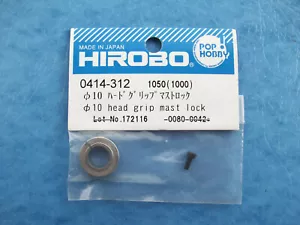 POP
HOBBY
MADE IN JAPAN
HIROBO
0414-312 1050(1000)
φ10 ハードグリップマストロック
φ10 head grip mast lock
Lot No.172116 -0080-0042-